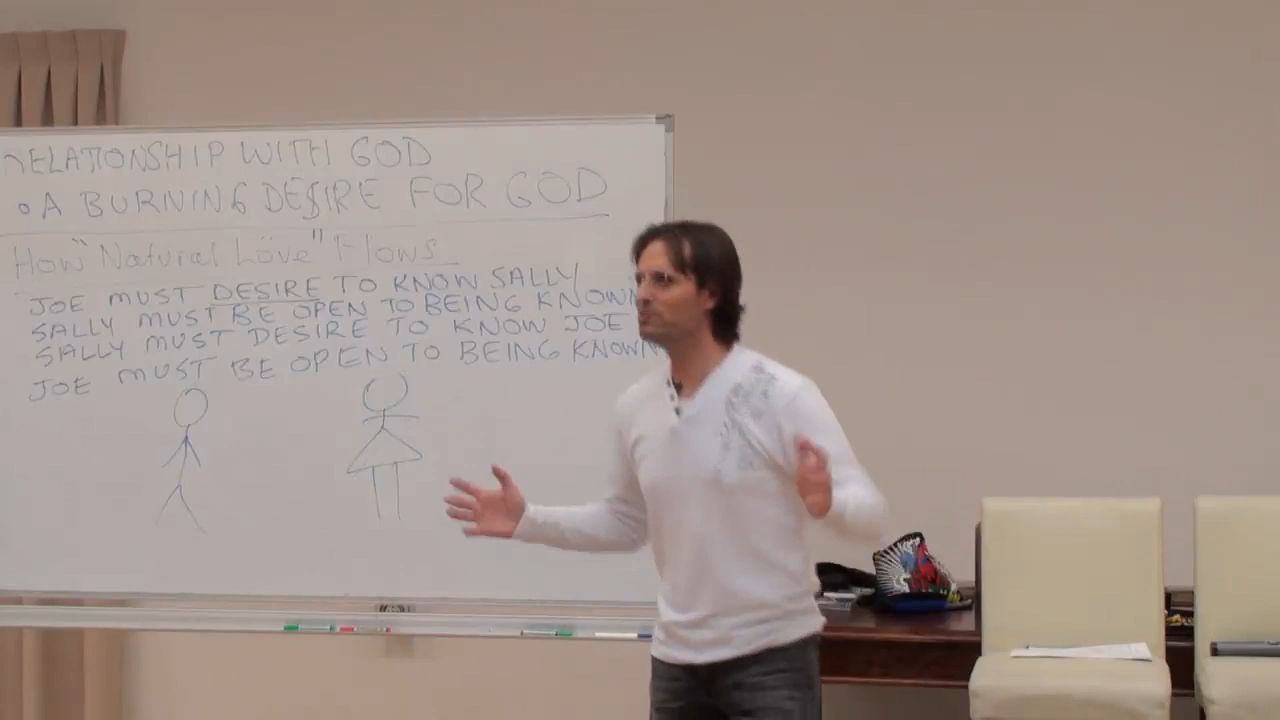 RELATIONSHIP WITH GOD
• A BURNING DESIRE FOR GOD
How "Natural Love" Flows
JOE MUST DESIRE TO KNOW SALLY
SALLY MUST BE OPEN TO BEING KNOWN
SALLY MUST DESIRE TO KNOW JOE
JOE MUST BE OPEN TO BEING KNOWN